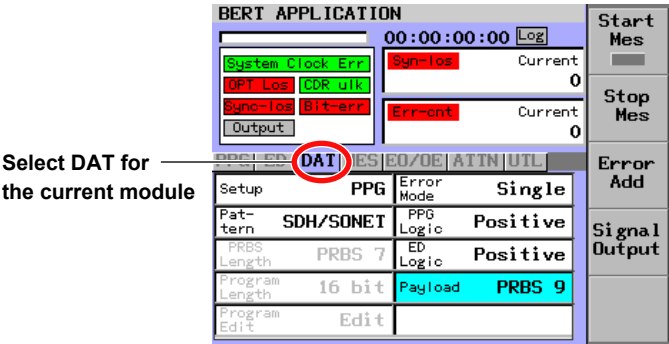 BERT APPLICATION
00:00:00:00 Log
System Clock Err
OPT Los CDR ulk
Sync-los Bit-err
Output
Syn-los Current
0
Err-cnt Current
0
Select DAT for
the current module
PPG ED DAT MES EO/OE ATTN UTL
Setup PPG
Error Mode Single
Pat-tern SDH/SONET
PPG Logic Positive
PRBS Length PRBS 7
ED Logic Positive
Program Length 16 bit
Payload PRBS 9
Program Edit Edit
Start
Mes
Stop
Mes
Error
Add
Signal
Output